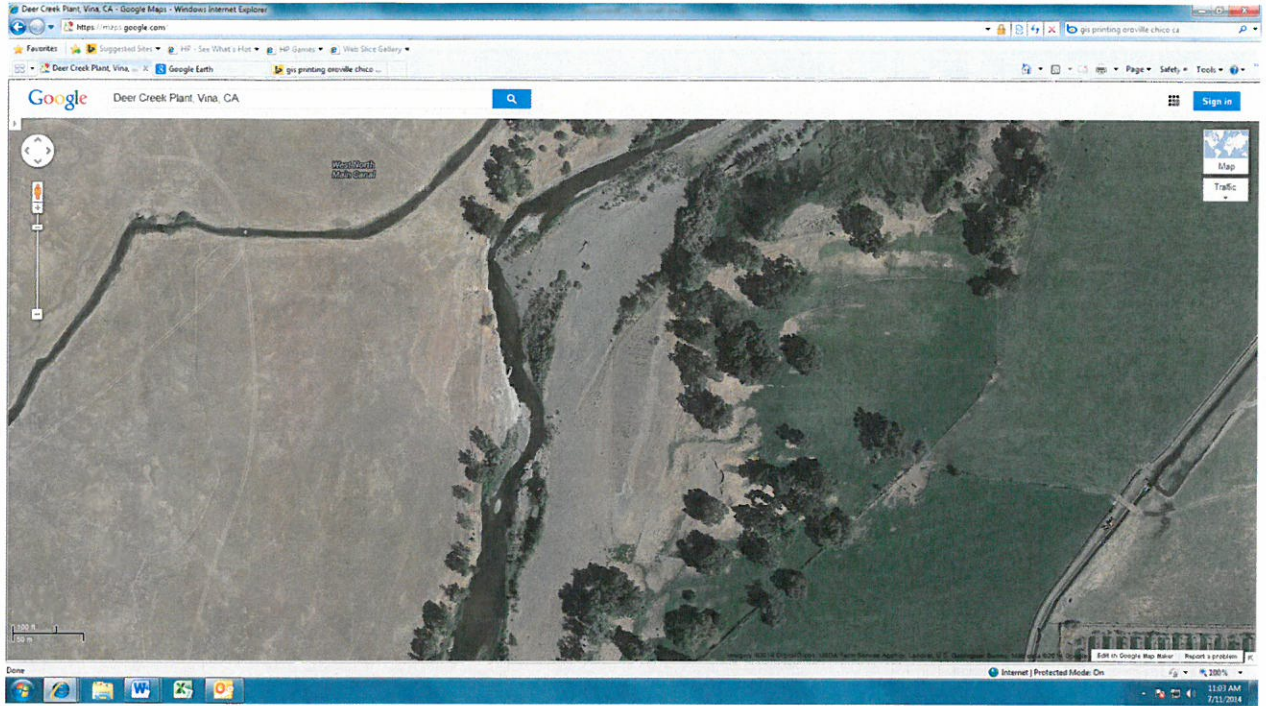 Deer Creek Plant, Vina, CA - Google Maps - Windows Internet Explorer
https://maps.google.com
gis printing oroville chico ca
Favorites Suggested Sites HP - See What's Hot HP Games Web Slice Gallery
Deer Creek Plant, Vina, ... Google Earth gis printing oroville chico ...
Page Safety Tools
Google Deer Creek Plant, Vina, CA Sign in
West North
Main Canal
Map
Traffic
100 ft
50 m
Edit in Google Map Maker Report a problem
Done
Internet | Protected Mode: On
200%
11:03 AM
7/11/2014